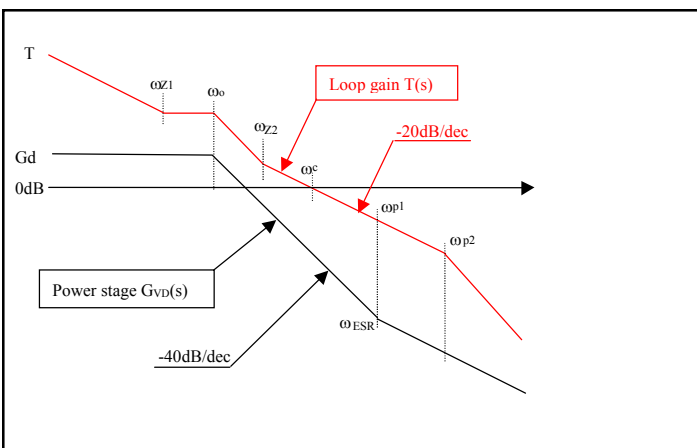 T
ωZ1
ωo
Loop gain T(s)
ωZ2
-20dB/dec
Gd
0dB
ωc
ωp1
ωp2
Power stage GVD(s)
ωESR
-40dB/dec